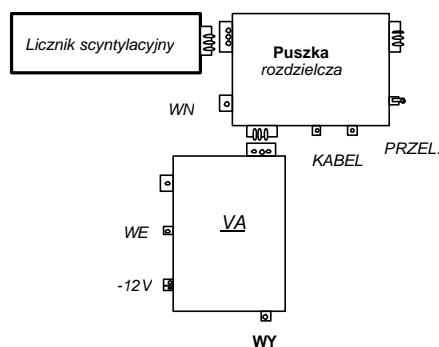 Licznik scyntylacyjny
Puszka
rozdzielcza
WN
KABEL
PRZEL.
VA
WE
-12V
WY